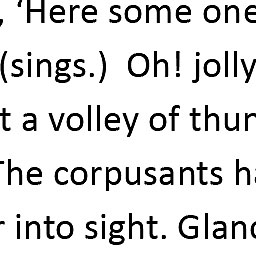 , ‘Here some one
(sings.) Oh! jolly
t a volley of thun
The corpusants ha
r into sight. Glanc